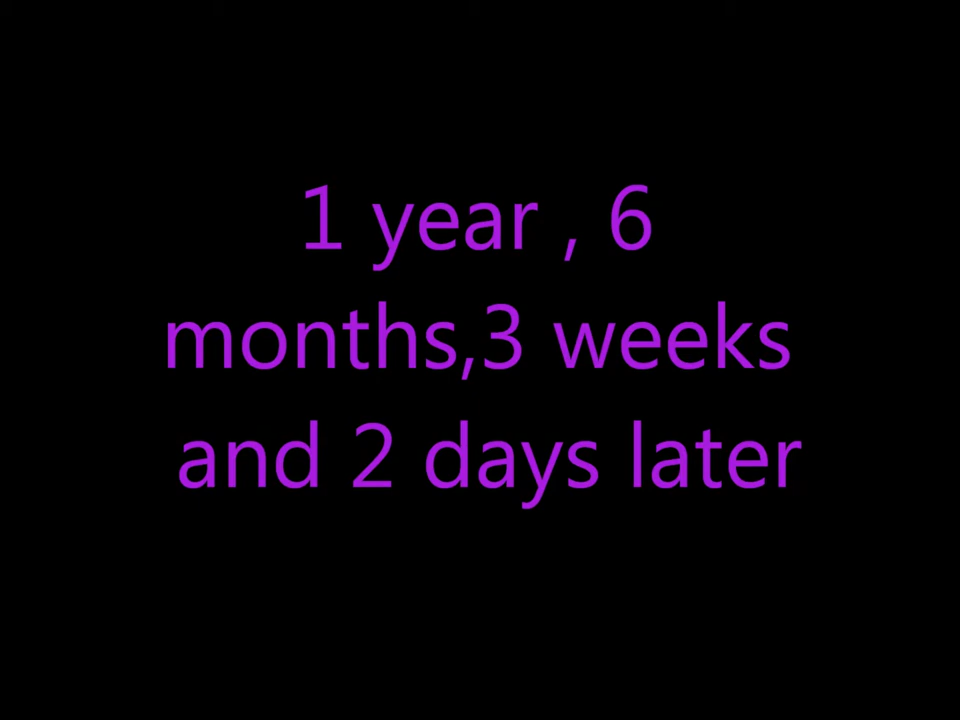 1 year , 6
months,3 weeks
and 2 days later